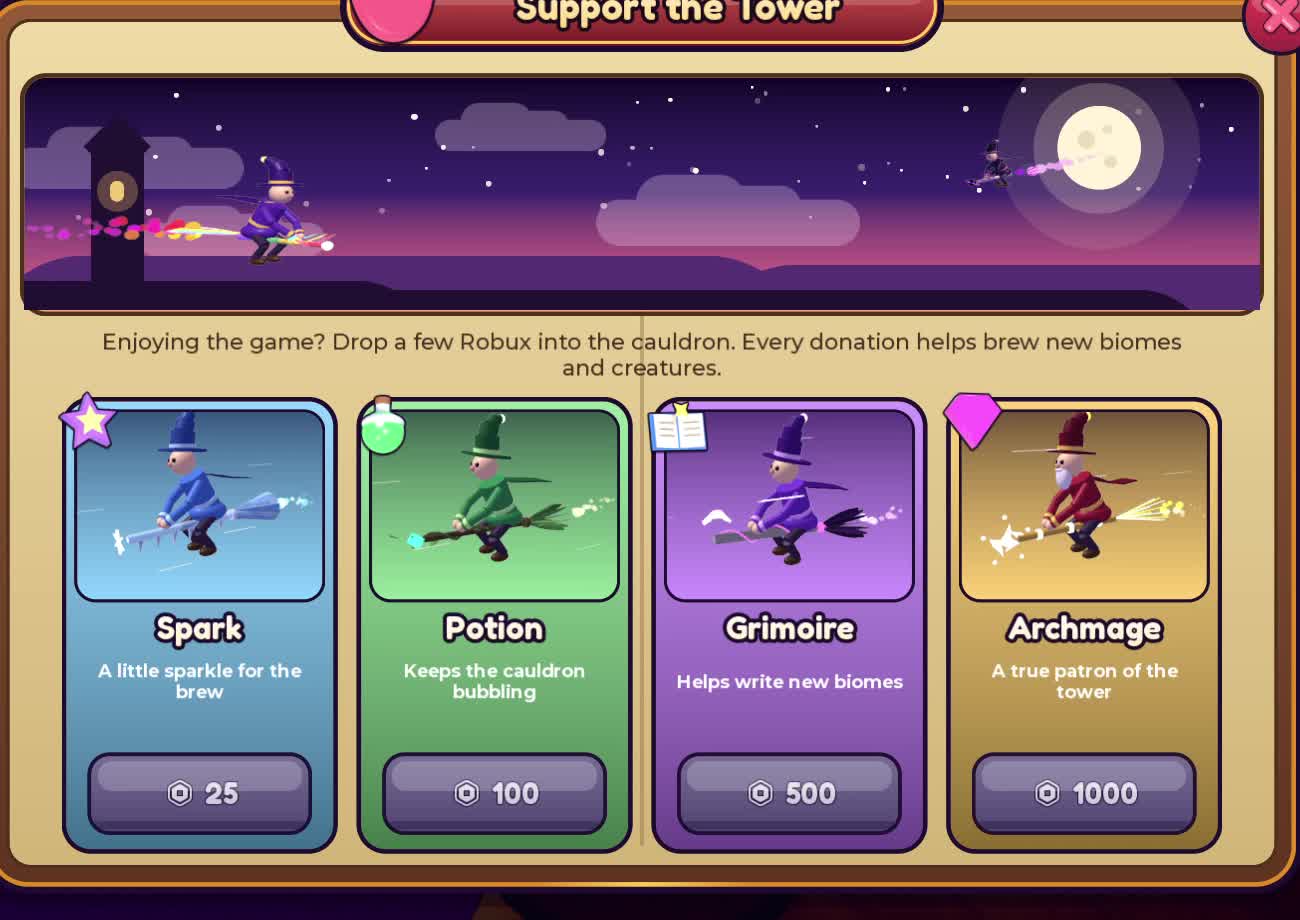 Support the Tower
Enjoying the game? Drop a few Robux into the cauldron. Every donation helps brew new biomes
and creatures.
Spark
A little sparkle for the
brew
25
Potion
Keeps the cauldron
bubbling
100
Grimoire
Helps write new biomes
500
Archmage
A true patron of the
tower
1000